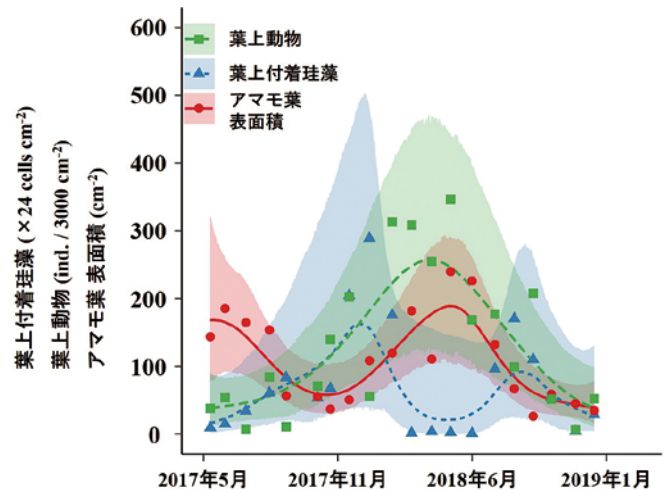 600
500
400
300
200
100
0
葉上動物
葉上付着珪藻
アマモ葉
表面積
葉上付着珪藻 (×24 cells cm⁻²)
葉上動物 (ind. / 3000 cm⁻²)
アマモ葉 表面積 (cm⁻²)
2017年5月 2017年11月 2018年6月 2019年1月